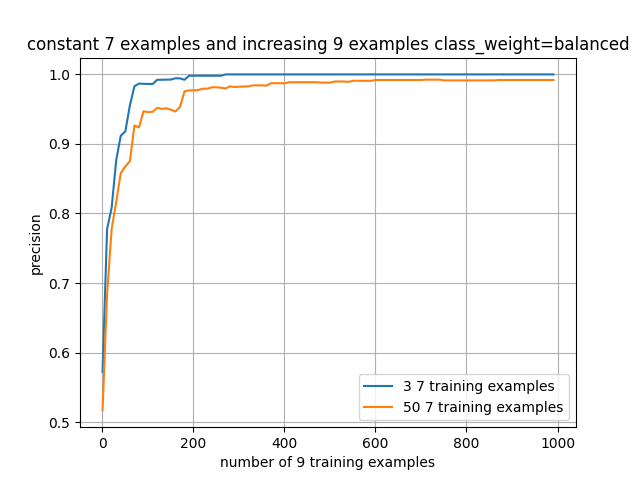 constant 7 examples and increasing 9 examples class_weight=balanced
1.0
0.9
0.8
0.7
0.6
0.5
precision
3 7 training examples
50 7 training examples
0 200 400 600 800 1000
number of 9 training examples